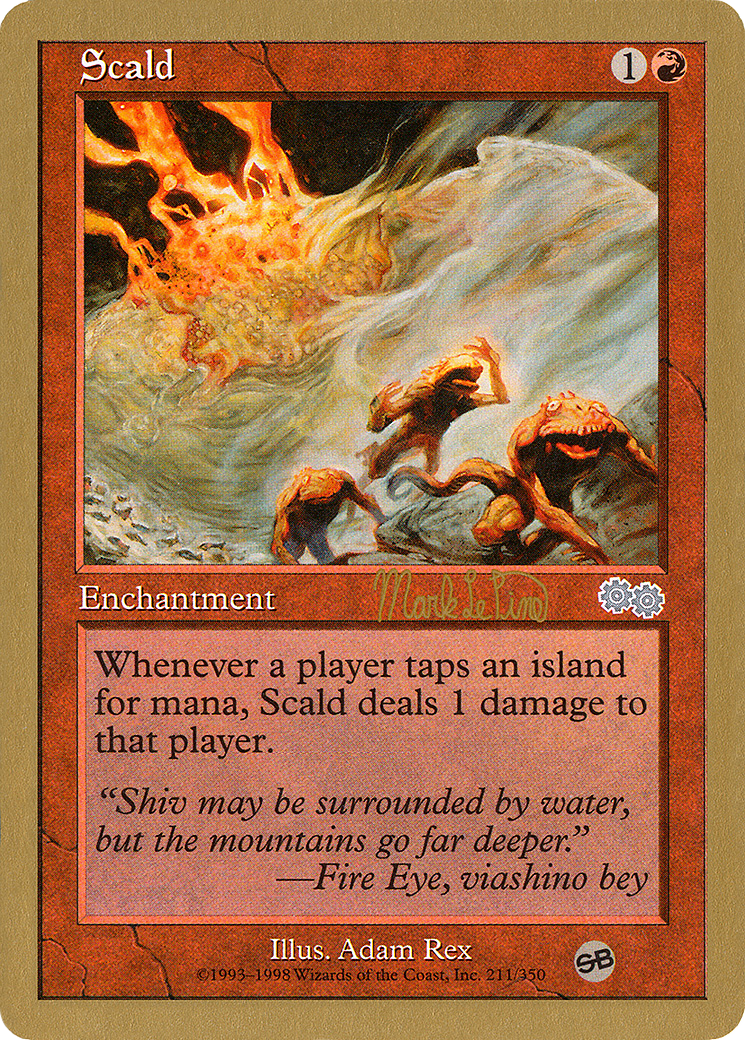 Scald 1
Mark Le Pine
Enchantment
Whenever a player taps an island
for mana, Scald deals 1 damage to
that player.
“Shiv may be surrounded by water,
but the mountains go far deeper.”
—Fire Eye, viashino bey
Illus. Adam Rex
©1993–1998 Wizards of the Coast, Inc. 211/350
SB